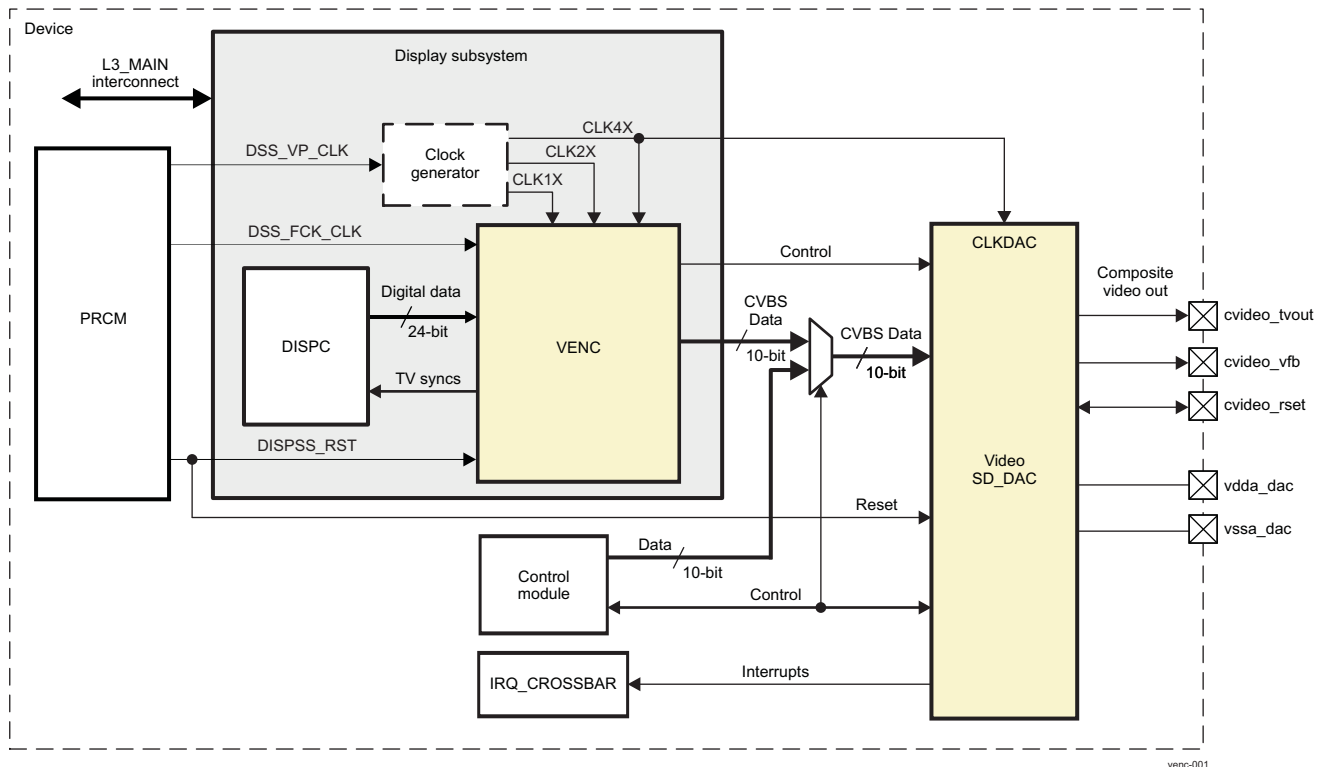 Device
Display subsystem
L3_MAIN
interconnect
CLK4X
DSS_VP_CLK
Clock
generator
CLK2X
CLK1X
DSS_FCK_CLK
CLKDAC
Control
Composite
video out
PRCM
Digital data
24-bit
DISPC
VENC
CVBS
Data
10-bit
CVBS Data
10-bit
cvideo_tvout
cvideo_vfb
TV syncs
cvideo_rset
DISPSS_RST
Video
SD_DAC
vdda_dac
Reset
vssa_dac
Data
10-bit
Control
module
Control
IRQ_CROSSBAR
Interrupts
venc-001